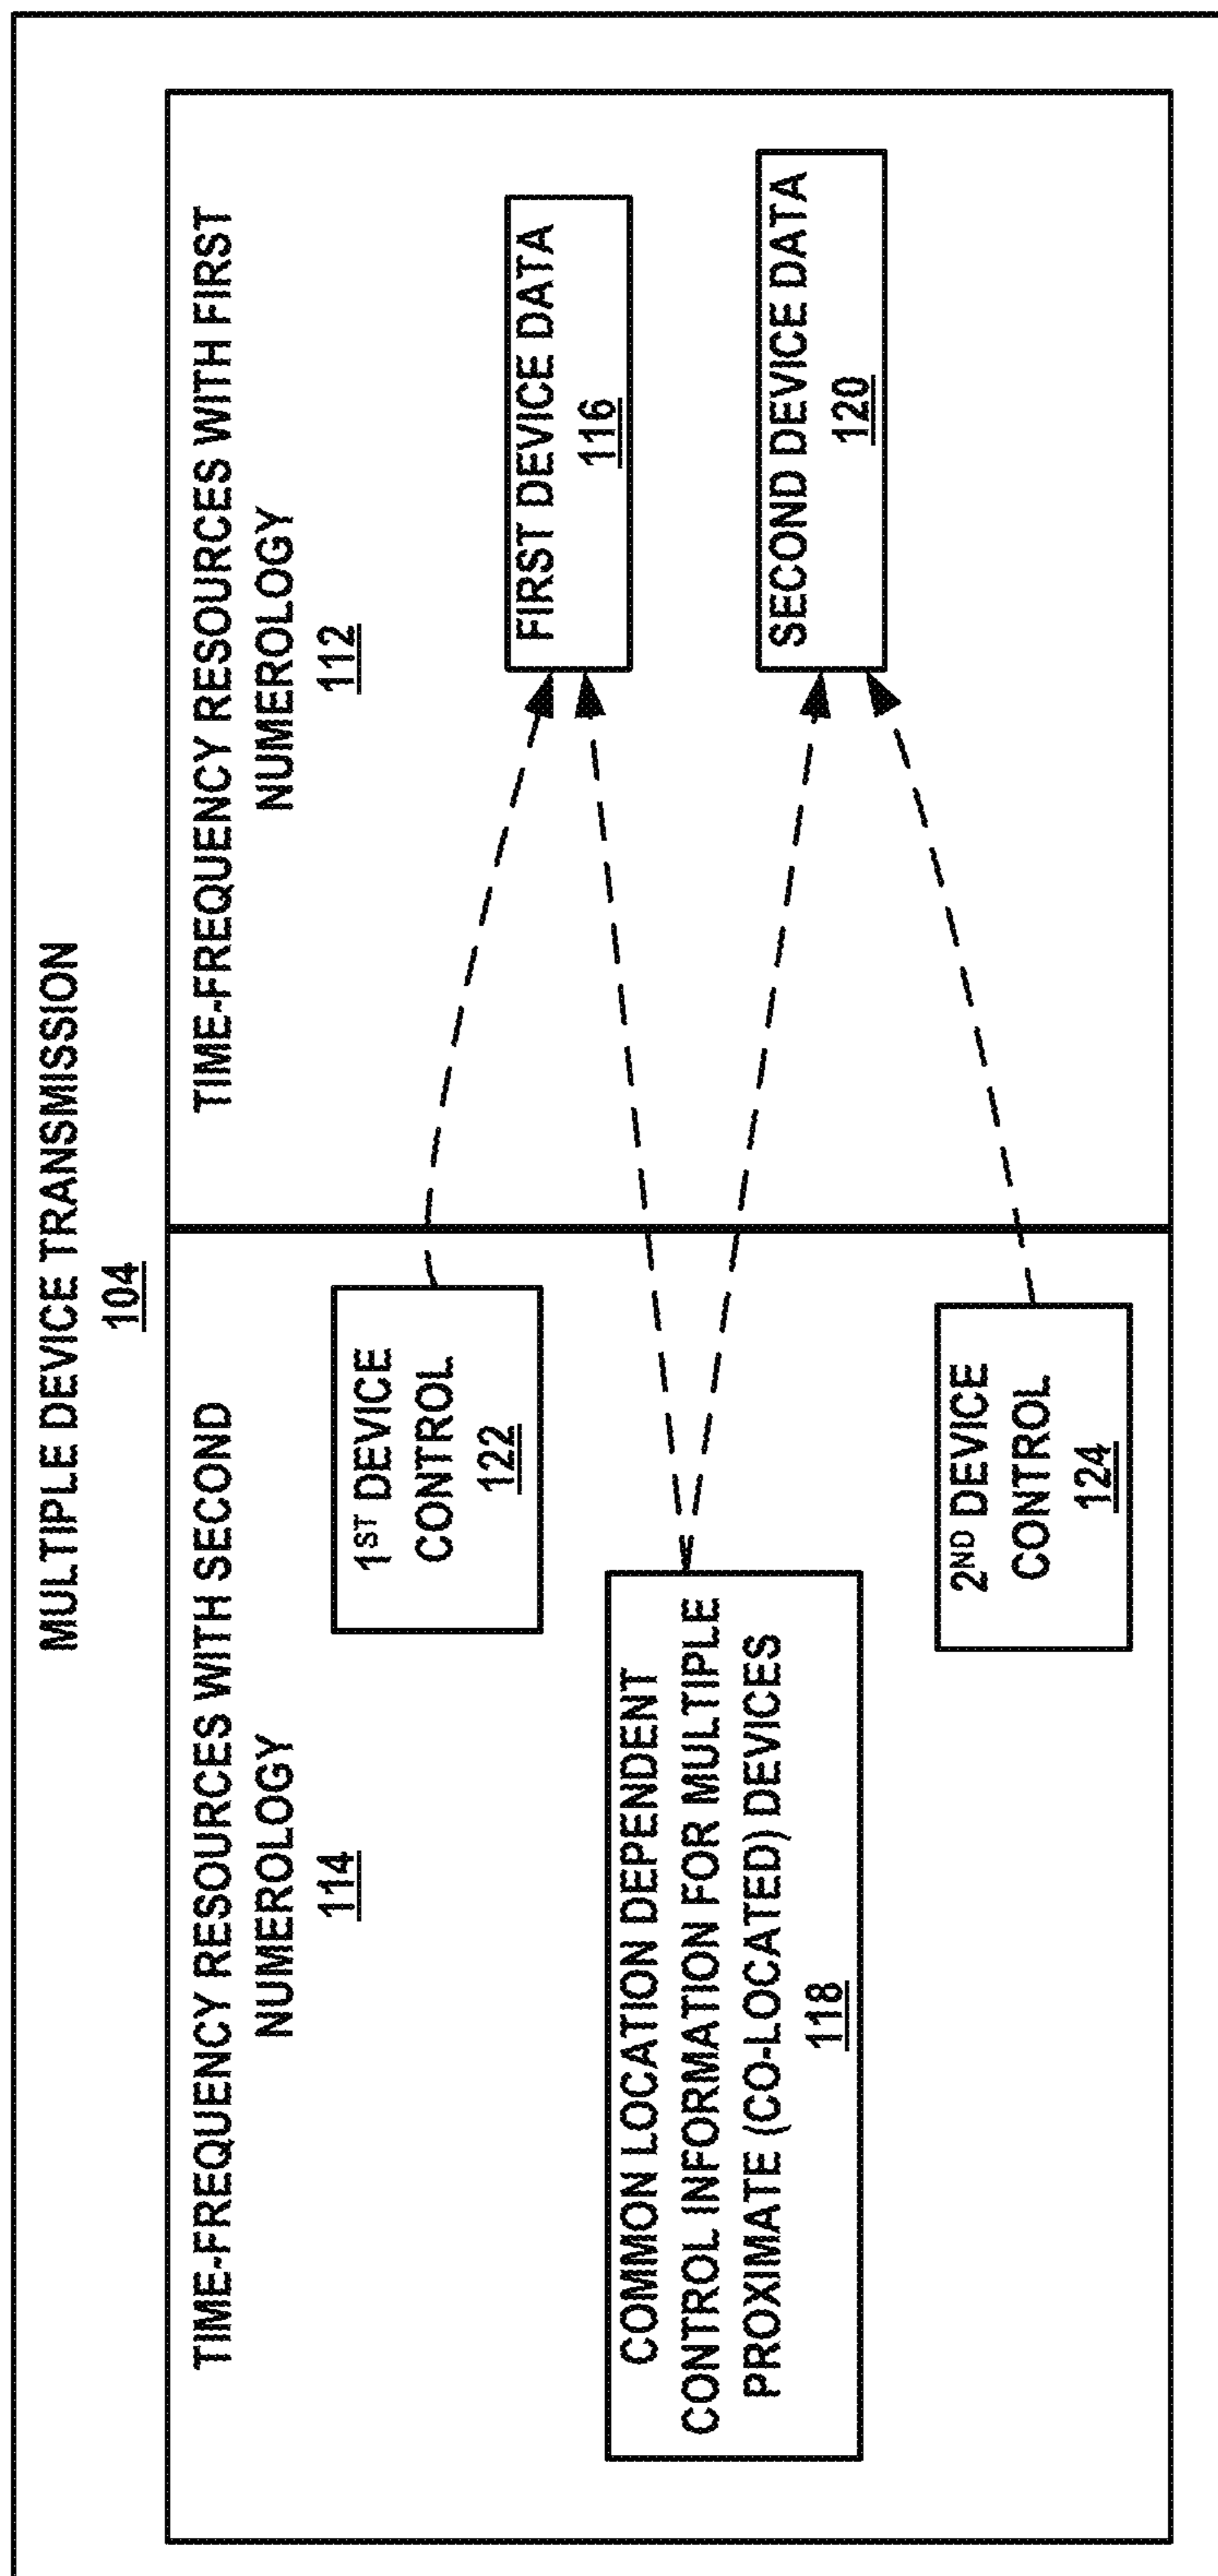 MULTIPLE DEVICE TRANSMISSION
104
TIME-FREQUENCY RESOURCES WITH SECOND
NUMEROLOGY
114
1ST DEVICE
CONTROL
122
COMMON LOCATION DEPENDENT
CONTROL INFORMATION FOR MULTIPLE
PROXIMATE (CO-LOCATED) DEVICES
118
2ND DEVICE
CONTROL
124
TIME-FREQUENCY RESOURCES WITH FIRST
NUMEROLOGY
112
FIRST DEVICE DATA
116
SECOND DEVICE DATA
120